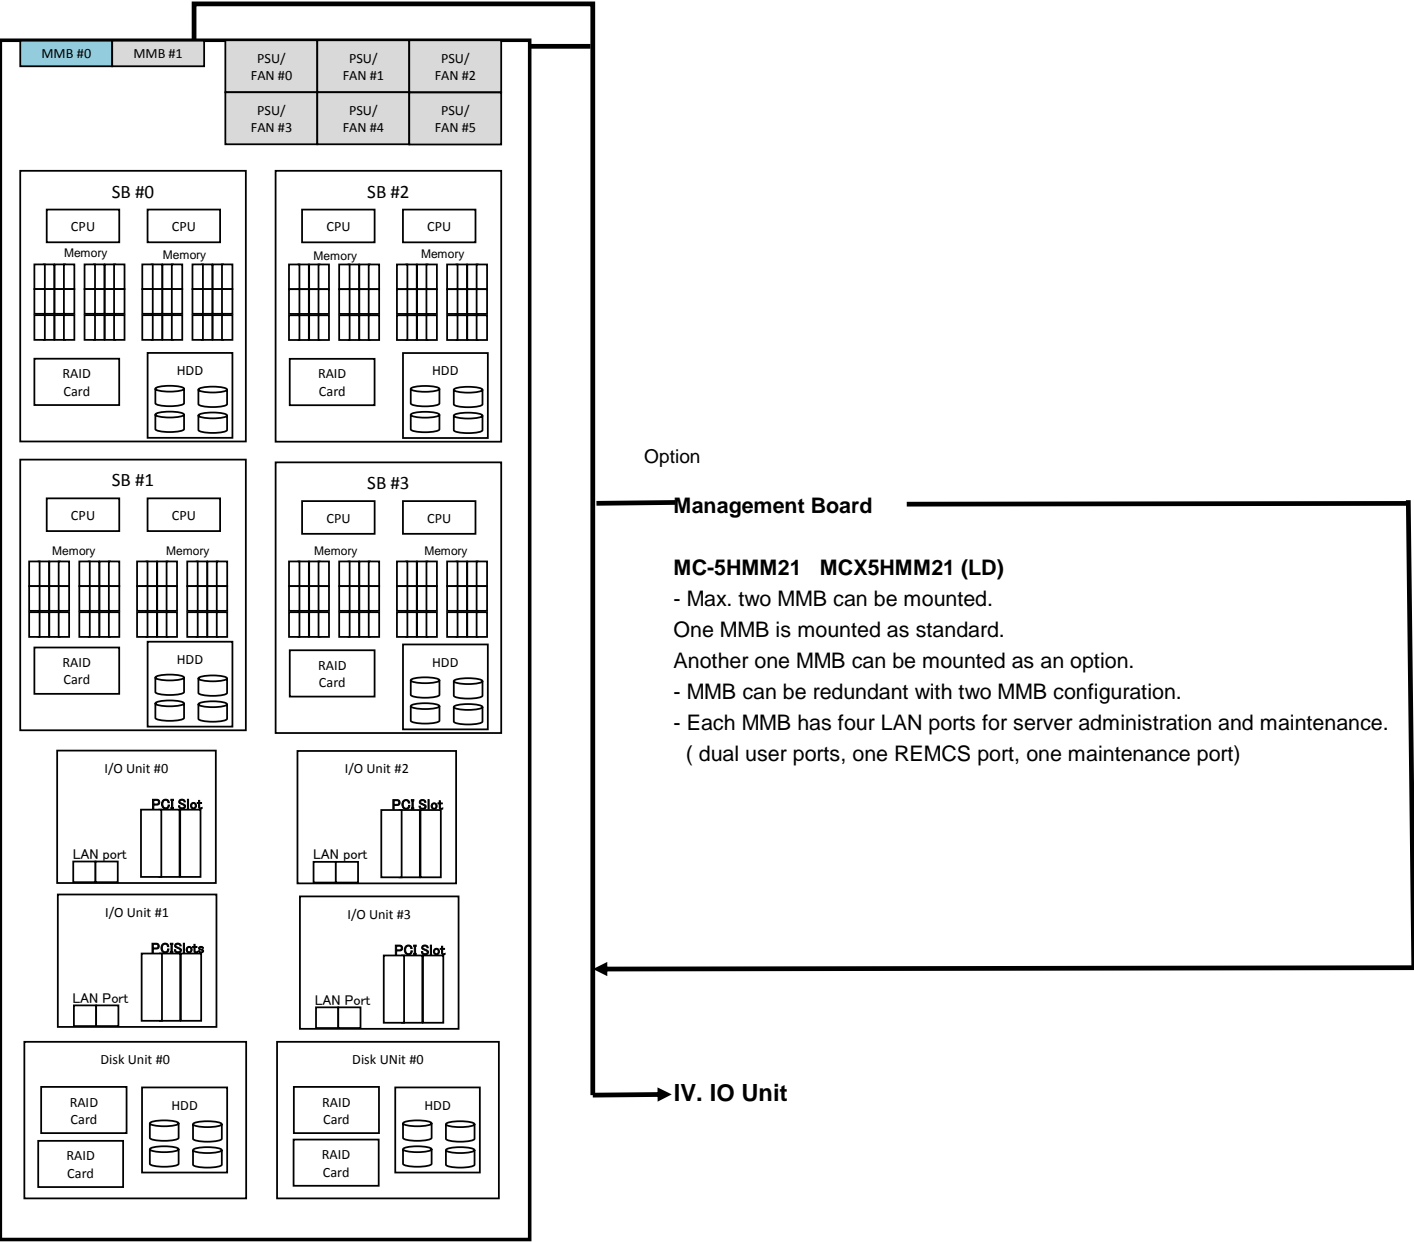 MMB #0
MMB #1
PSU/
FAN #0
PSU/
FAN #1
PSU/
FAN #2
PSU/
FAN #3
PSU/
FAN #4
PSU/
FAN #5
SB #0
CPU
CPU
Memory
Memory
RAID
Card
HDD
SB #2
CPU
CPU
Memory
Memory
RAID
Card
HDD
SB #1
CPU
CPU
Memory
Memory
RAID
Card
HDD
SB #3
CPU
CPU
Memory
Memory
RAID
Card
HDD
I/O Unit #0
PCI Slot
LAN port
I/O Unit #2
PCI Slot
LAN port
I/O Unit #1
PCISlots
LAN Port
I/O Unit #3
PCI Slot
LAN Port
Disk Unit #0
RAID
Card
HDD
RAID
Card
Disk UNit #0
RAID
Card
HDD
RAID
Card
Option
Management Board
MC-5HMM21 MCX5HMM21 (LD)
- Max. two MMB can be mounted.
One MMB is mounted as standard.
Another one MMB can be mounted as an option.
- MMB can be redundant with two MMB configuration.
- Each MMB has four LAN ports for server administration and maintenance.
( dual user ports, one REMCS port, one maintenance port)
IV. IO Unit